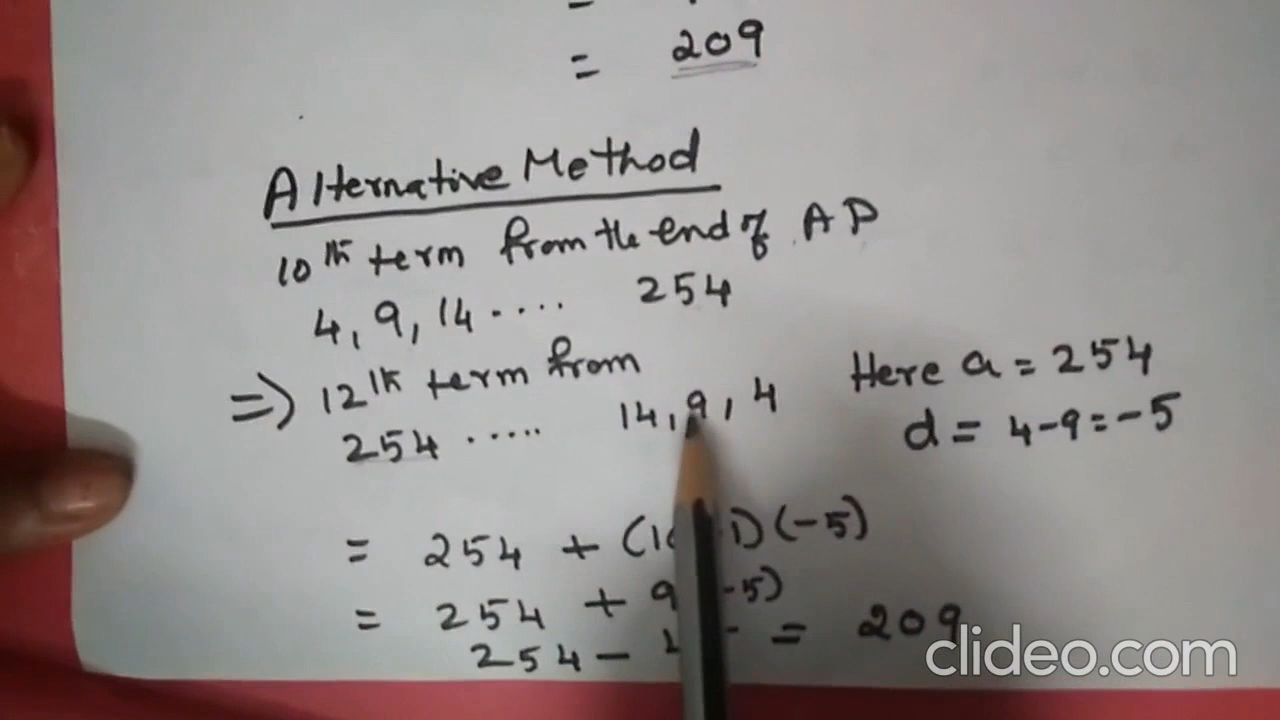 = 209
Alternative Method
10th term from the end of AP
4, 9, 14 .... 254
=> 12th term from
254 ..... 14, 9, 4
Here a = 254
d = 4-9 = -5
= 254 + (1 1)(-5)
= 254 + 9 -5)
254 - = 209
clideo.com